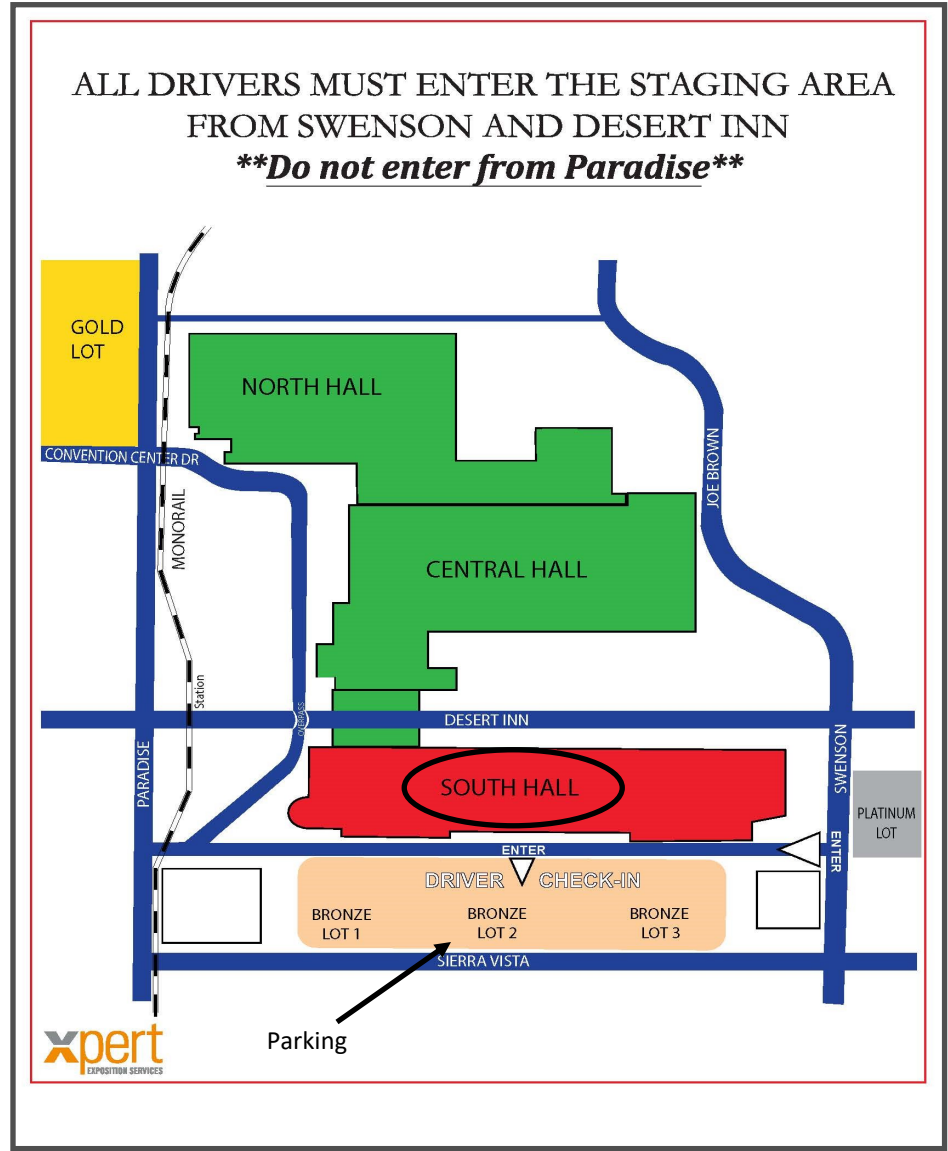 ALL DRIVERS MUST ENTER THE STAGING AREA
FROM SWENSON AND DESERT INN
**Do not enter from Paradise**
GOLD
LOT
NORTH HALL
CONVENTION CENTER DR
MONORAIL
JOE BROWN
CENTRAL HALL
Station
OVERPASS
DESERT INN
PARADISE
SWENSON
SOUTH HALL
PLATINUM
LOT
ENTER
ENTER
DRIVER CHECK-IN
BRONZE
LOT 1
BRONZE
LOT 2
BRONZE
LOT 3
SIERRA VISTA
Parking
xpert
EXPOSITION SERVICES